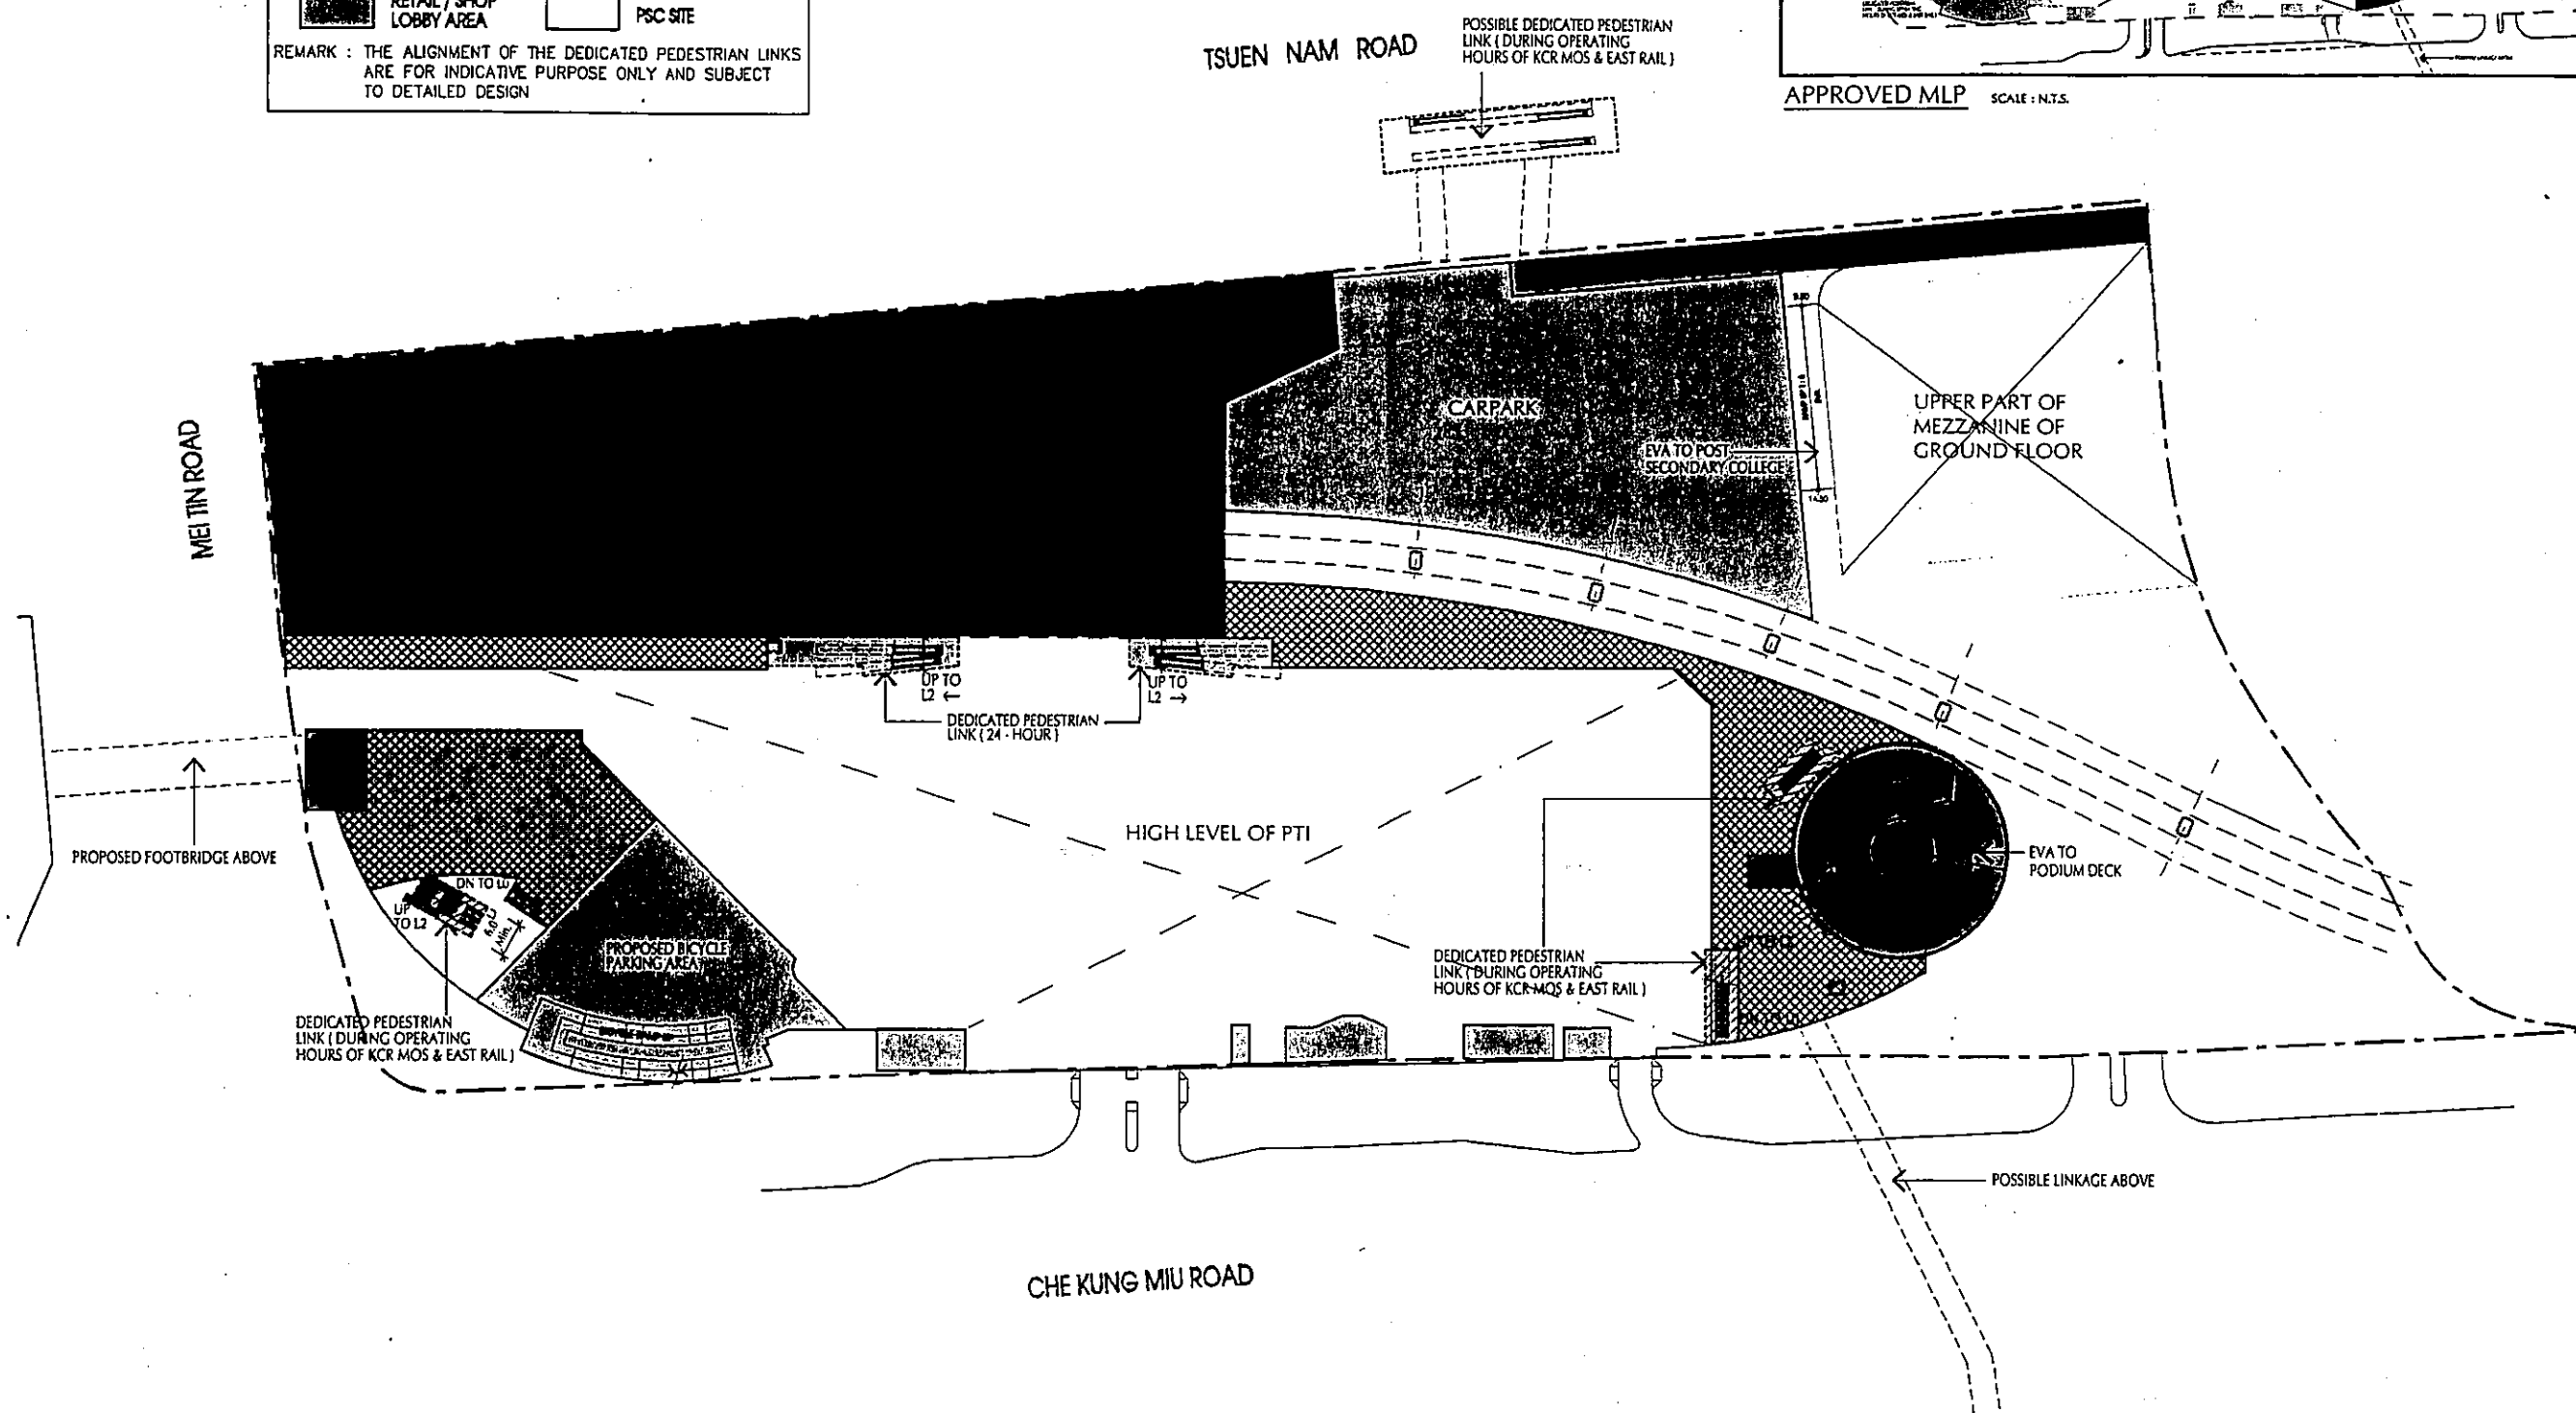 RETAIL / SHOP
LOBBY AREA
PSC SITE
REMARK : THE ALIGNMENT OF THE DEDICATED PEDESTRIAN LINKS
ARE FOR INDICATIVE PURPOSE ONLY AND SUBJECT
TO DETAILED DESIGN
TSUEN NAM ROAD
POSSIBLE DEDICATED PEDESTRIAN
LINK ( DURING OPERATING
HOURS OF KCR MOS & EAST RAIL )
APPROVED MLP SCALE : N.T.S.
MEI TIN ROAD
CARPARK
EVA TO POST
SECONDARY COLLEGE
UPPER PART OF
MEZZANINE OF
GROUND FLOOR
UP TO
L2 ←
UP TO
L2 →
DEDICATED PEDESTRIAN
LINK ( 24 - HOUR )
PROPOSED FOOTBRIDGE ABOVE
HIGH LEVEL OF PTI
EVA TO
PODIUM DECK
DN TO
UP
TO L2
6.0
Min.
PROPOSED BICYCLE
PARKING AREA
DEDICATED PEDESTRIAN
LINK ( DURING OPERATING
HOURS OF KCR MOS & EAST RAIL )
DEDICATED PEDESTRIAN
LINK ( DURING OPERATING
HOURS OF KCR MOS & EAST RAIL )
POSSIBLE LINKAGE ABOVE
CHE KUNG MIU ROAD